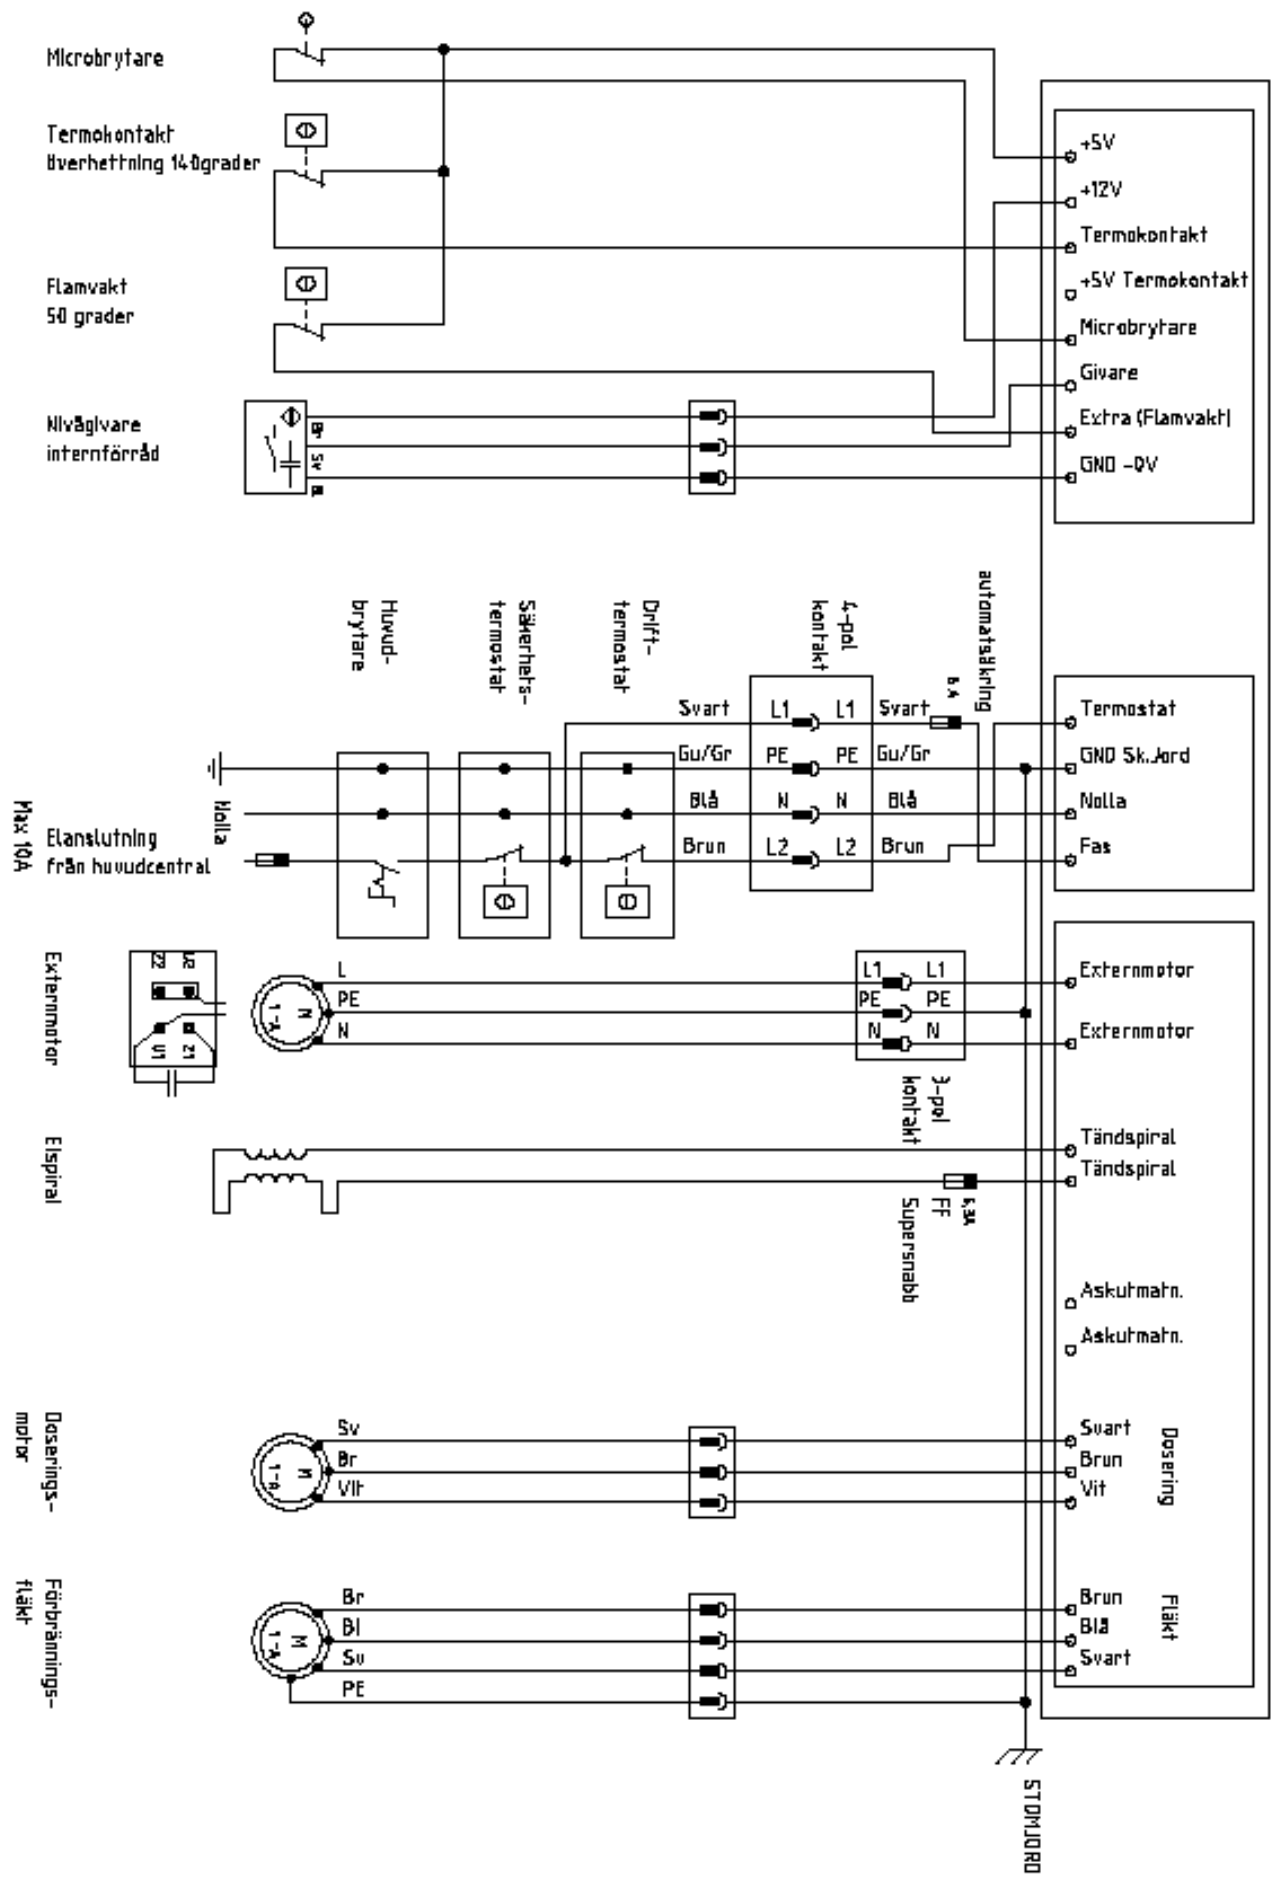 Microbrytare
Termokontakt
överhettning 140grader
Flamvakt
50 grader
Nivågivare
internförråd
Br
Sv
Bl
+5V
+12V
Termokontakt
+5V Termokontakt
Microbrytare
Givare
Extra (Flamvakt)
GND -0V
Huvud-
brytare
Säkerhets-
termostat
Drift-
termostat
4-pol
kontakt
automatsäkring
Svart L1 L1 Svart
Gu/Gr PE PE Gu/Gr
Blå N N Blå
Brun L2 L2 Brun
Termostat
GND Sk.Jord
Nolla
Fas
Nolla
Max 10A
Elanslutning
från huvudcentral
Externmotor
Z2 U2
U1 Z1
M
1~A
L
PE
N
L1 L1
PE PE
N N
3-pol
kontakt
Externmotor
Externmotor
Elspiral
Tändspiral
Tändspiral
FF
Supersnabb
Askutmatn.
Askutmatn.
Doserings-
motor
M
1~A
Sv
Br
Vit
Svart
Brun
Vit
Dosering
Förbrännings-
fläkt
M
1~A
Br
Bl
Sv
PE
Brun
Blå
Svart
Fläkt
STOMJORD